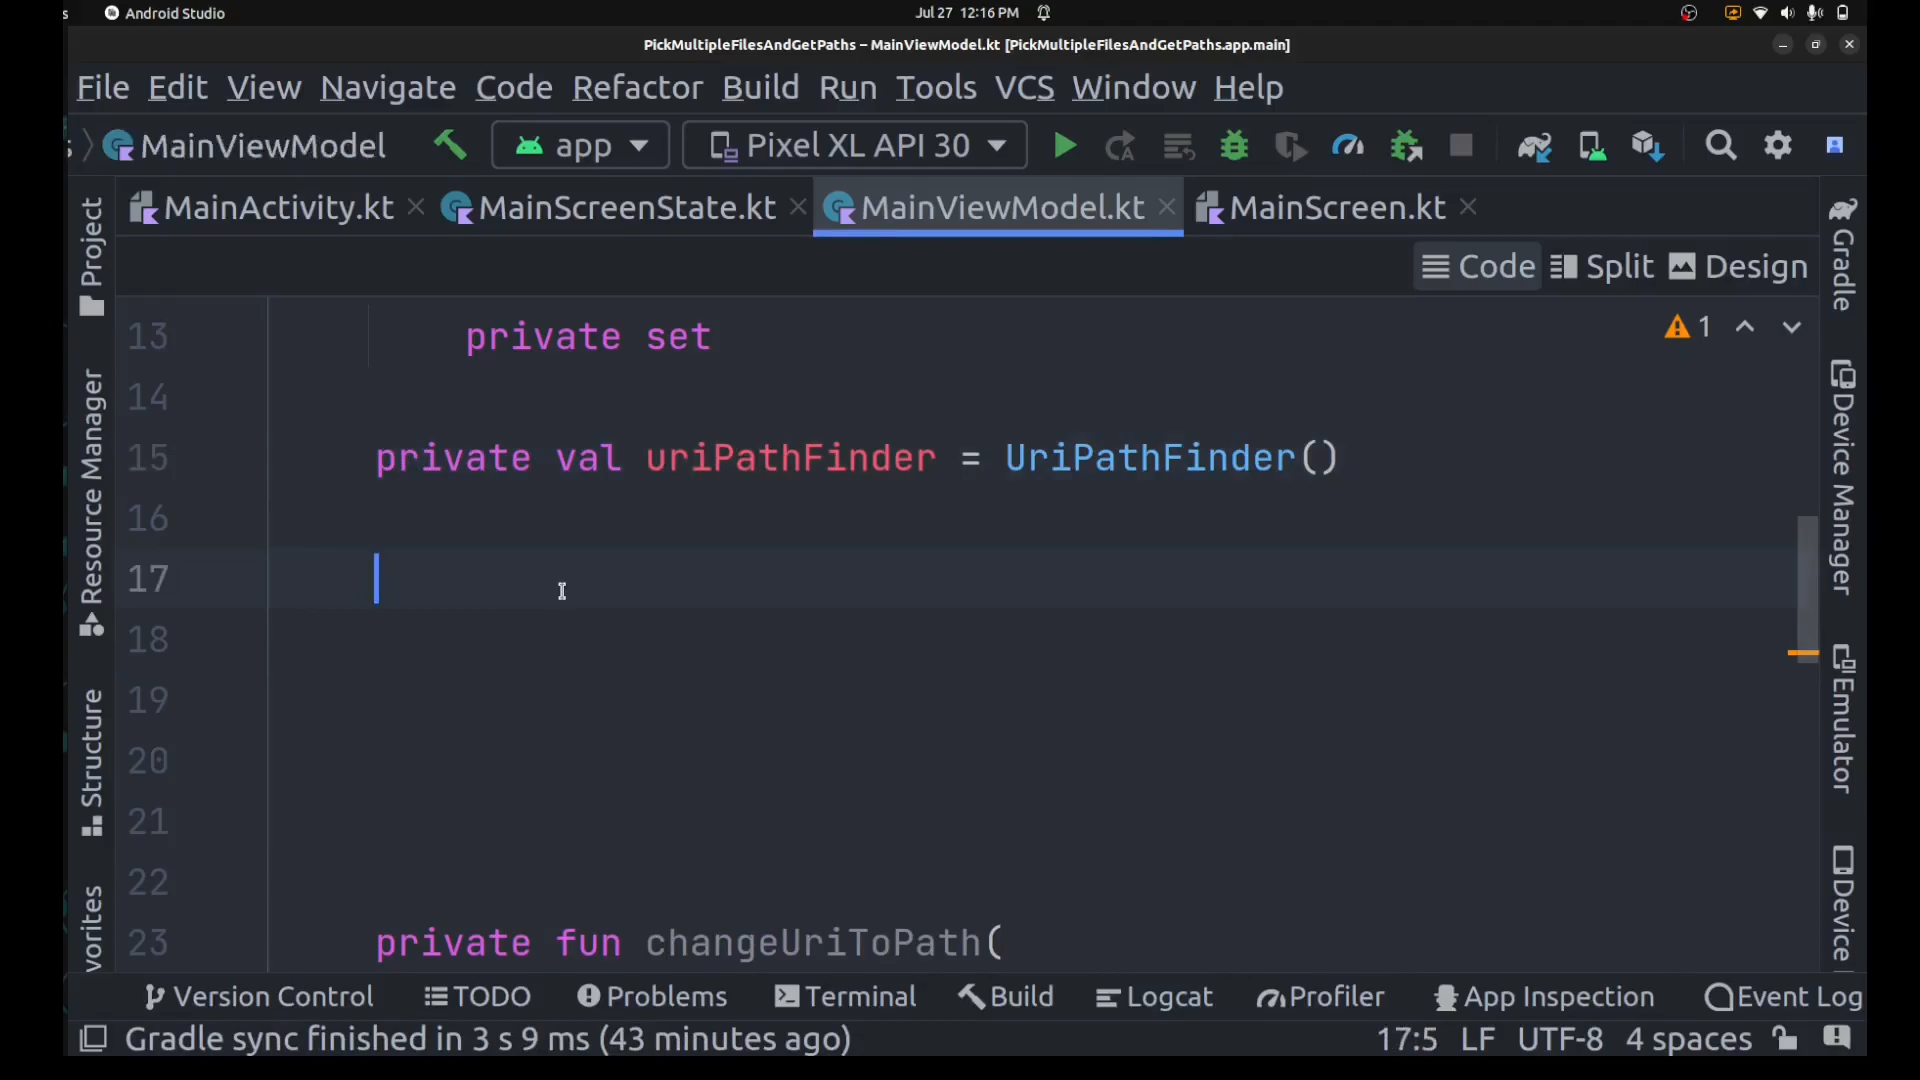 s
Android Studio
Jul 27 12:16 PM
PickMultipleFilesAndGetPaths – MainViewModel.kt [PickMultipleFilesAndGetPaths.app.main]
File Edit View Navigate Code Refactor Build Run Tools VCS Window Help
MainViewModel
app
Pixel XL API 30
MainActivity.kt
MainScreenState.kt
MainViewModel.kt
MainScreen.kt
Code Split Design
Project
Resource Manager
Structure
vorites
Gradle
Device Manager
Emulator
Device
1
13 private set
14
15 private val uriPathFinder = UriPathFinder()
16
17
18
19
20
21
22
23 private fun changeUriToPath(
Version Control TODO Problems Terminal Build Logcat Profiler App Inspection Event Log
Gradle sync finished in 3 s 9 ms (43 minutes ago)
17:5 LF UTF-8 4 spaces